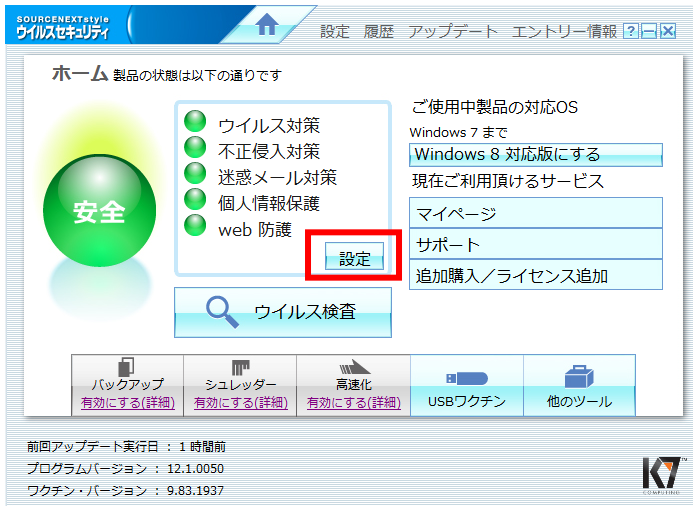 SOURCENEXTstyle
ウイルスセキュリティ
設定 履歴 アップデート エントリー情報 ?
ホーム 製品の状態は以下の通りです
安全
ウイルス対策
不正侵入対策
迷惑メール対策
個人情報保護
web 防護
設定
ウイルス検査
ご使用中製品の対応OS
Windows 7 まで
Windows 8 対応版にする
現在ご利用頂けるサービス
マイページ
サポート
追加購入／ライセンス追加
バックアップ
有効にする(詳細)
シュレッダー
有効にする(詳細)
高速化
有効にする(詳細)
USBワクチン
他のツール
前回アップデート実行日 : 1 時間前
プログラムバージョン : 12.1.0050
ワクチン・バージョン : 9.83.1937
K7
COMPUTING